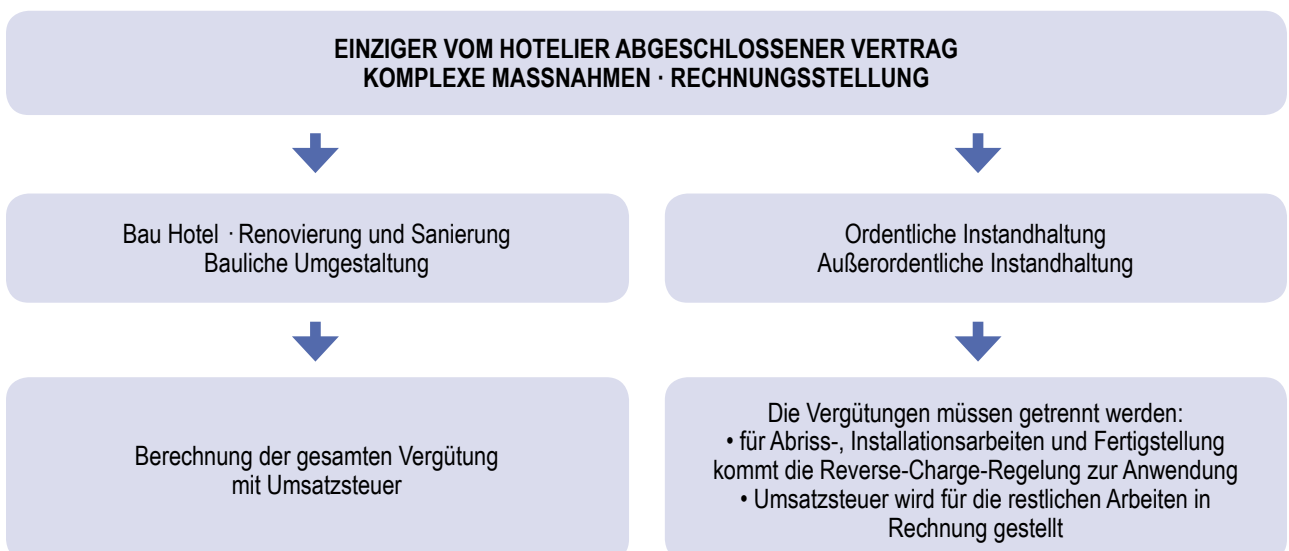 EINZIGER VOM HOTELIER ABGESCHLOSSENER VERTRAG
KOMPLEXE MASSNAHMEN · RECHNUNGSSTELLUNG
Bau Hotel · Renovierung und Sanierung
Bauliche Umgestaltung
Ordentliche Instandhaltung
Außerordentliche Instandhaltung
Berechnung der gesamten Vergütung
mit Umsatzsteuer
Die Vergütungen müssen getrennt werden:
• für Abriss-, Installationsarbeiten und Fertigstellung
kommt die Reverse-Charge-Regelung zur Anwendung
• Umsatzsteuer wird für die restlichen Arbeiten in
Rechnung gestellt